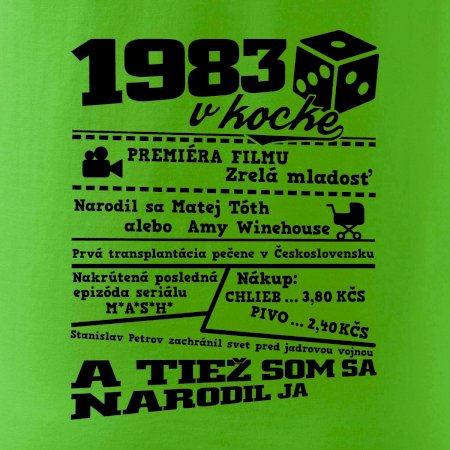 1983
v kocke
PREMIÉRA FILMU
Zrelá mladosť
Narodil sa Matej Tóth
alebo Amy Winehouse
Prvá transplantácia pečene v Československu
Nakrútená posledná
epizóda seriálu
M*A*S*H*
Nákup:
CHLIEB ... 3,80 KČS
PIVO ... 2,40KČS
Stanislav Petrov zachránil svet pred jadrovou vojnou
A TIEŽ SOM SA
NARODIL JA